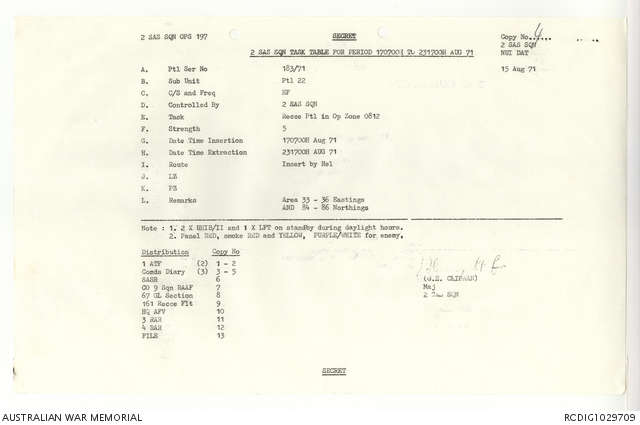 2 SAS SQN OPS 197
SECRET
Copy No. 4
2 SAS SQN
NUI DAT
2 SAS SQN TASK TABLE FOR PERIOD 170700H TO 231700H AUG 71
15 Aug 71
A. Ptl Ser No 183/71
B. Sub Unit Ptl 22
C. C/S and Freq HF
D. Controlled By 2 SAS SQN
E. Task Recce Ptl in Op Zone 0812
F. Strength 5
G. Date Time Insertion 170700H Aug 71
H. Date Time Extraction 231700H AUG 71
I. Route Insert by Hel
J. LZ
K. PZ
L. Remarks Area 33 - 36 Eastings
AND 84 - 86 Northings
Note : 1. 2 X UH1B/II and 1 X LFT on standby during daylight hours.
2. Panel RED, smoke RED and YELLOW, PURPLE/WHITE for enemy.
Distribution Copy No
1 ATF (2) 1 - 2
Comds Diary (3) 3 - 5
SASR 6
CO 9 Sqn RAAF 7
67 GL Section 8
161 Recce Flt 9
HQ AFV 10
3 RAR 11
4 RAR 12
FILE 13
Maj
2 SAS SQN
SECRET
AUSTRALIAN WAR MEMORIAL
RCDIG1029709